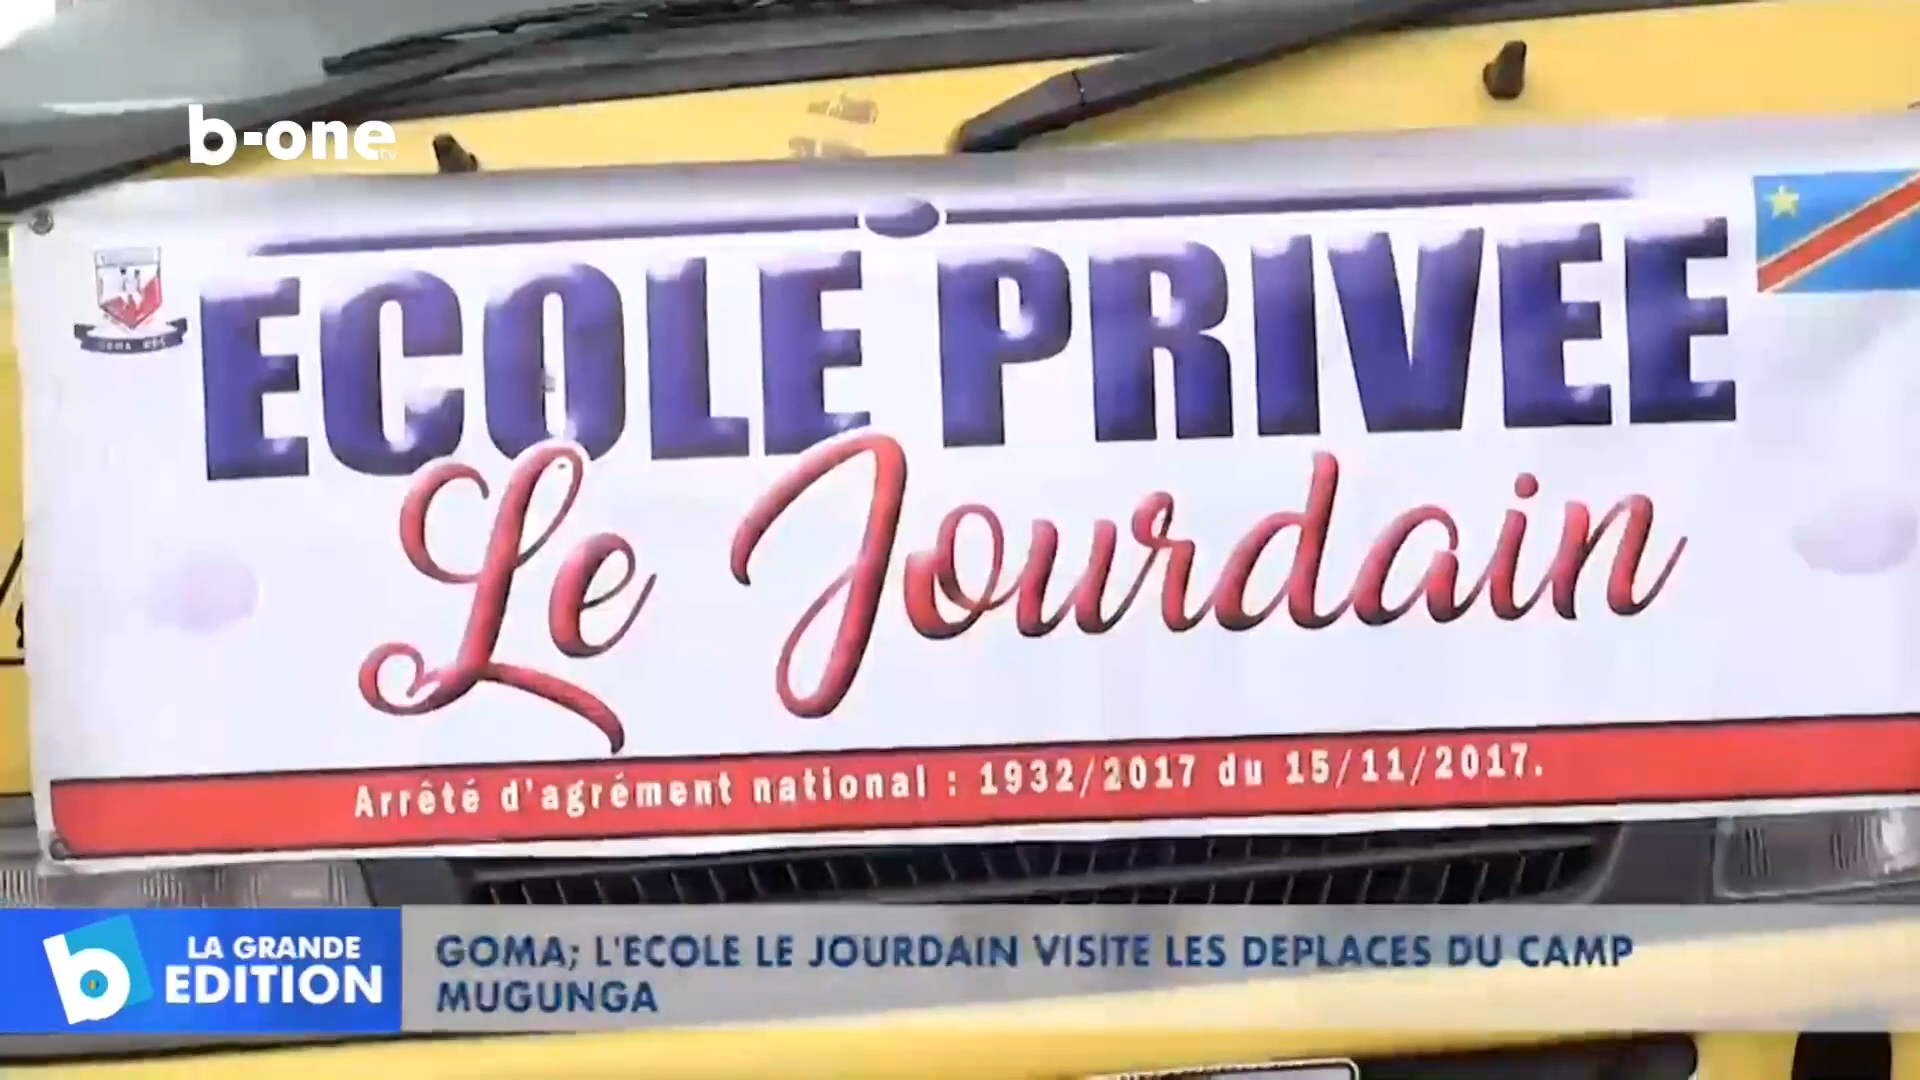 b-one tv
ECOLE PRIVEE
Le Jourdain
Arrêté d'agrément national : 1932/2017 du 15/11/2017.
LA GRANDE
EDITION
GOMA; L'ECOLE LE JOURDAIN VISITE LES DEPLACES DU CAMP
MUGUNGA